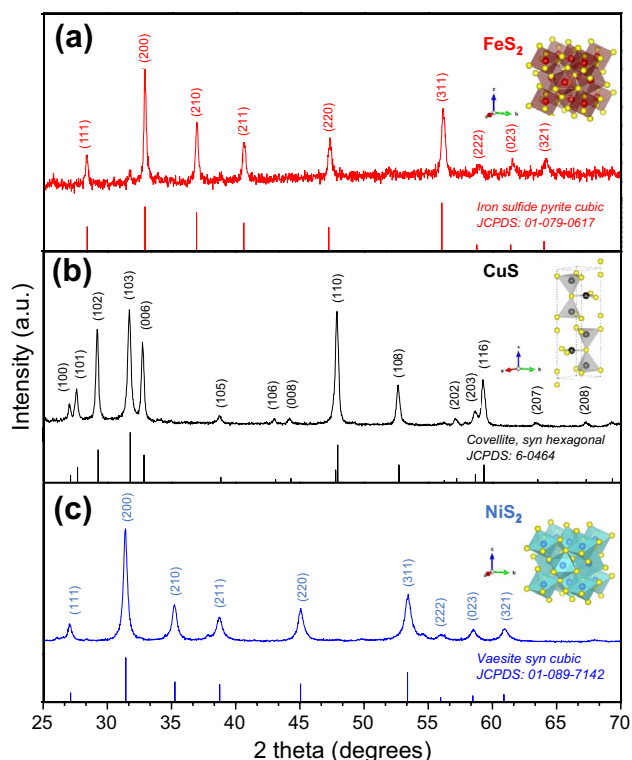 (a)
FeS₂
(111)
(200)
(210)
(211)
(220)
(311)
(222)
(023)
(321)
c
a
b
Iron sulfide pyrite cubic
JCPDS: 01-079-0617
(b)
CuS
(100)
(101)
(102)
(103)
(006)
(105)
(106)
(008)
(110)
(108)
(202)
(203)
(116)
(207)
(208)
c
a
b
Covellite, syn hexagonal
JCPDS: 6-0464
(c)
NiS₂
(111)
(200)
(210)
(211)
(220)
(311)
(222)
(023)
(321)
c
a
b
Vaesite syn cubic
JCPDS: 01-089-7142
Intensity (a.u.)
25 30 35 40 45 50 55 60 65 70
2 theta (degrees)